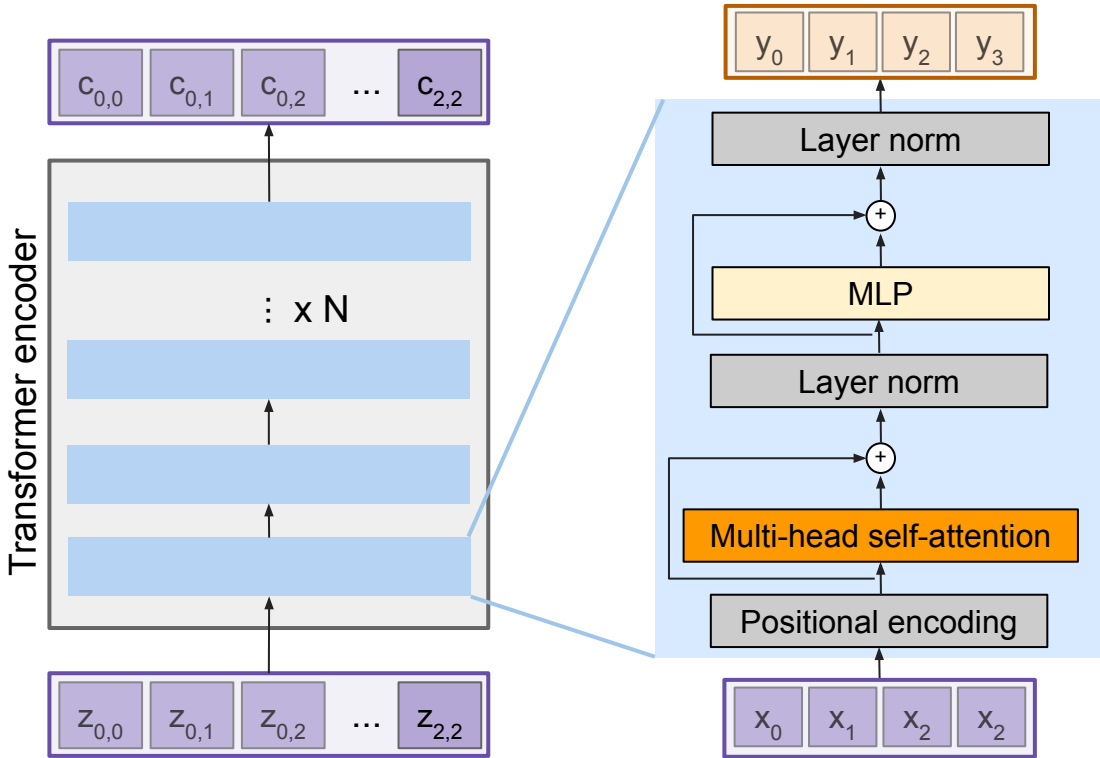 c0,0 c0,1 c0,2 ... c2,2
Transformer encoder
⋮ x N
z0,0 z0,1 z0,2 ... z2,2
y0 y1 y2 y3
Layer norm
+
MLP
Layer norm
+
Multi-head self-attention
Positional encoding
x0 x1 x2 x2